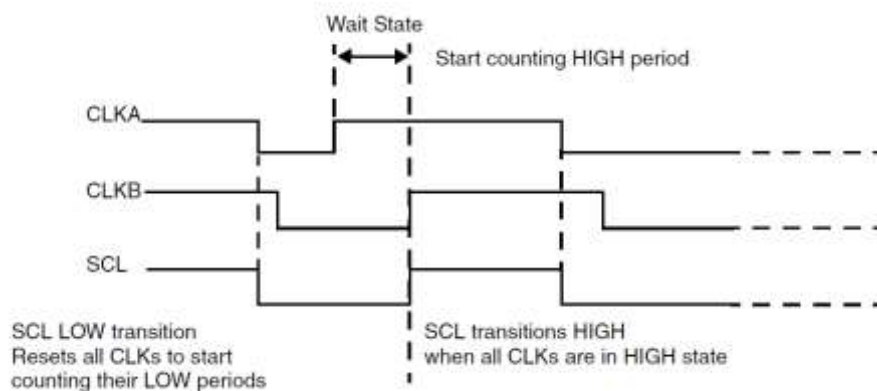 Wait State
Start counting HIGH period
CLKA
CLKB
SCL
SCL LOW transition
Resets all CLKs to start
counting their LOW periods
SCL transitions HIGH
when all CLKs are in HIGH state